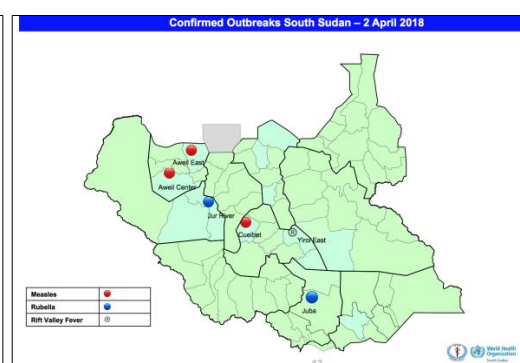 Confirmed Outbreaks South Sudan – 2 April 2018
Aweil East
Aweil Center
Jur River
Cueibet
Yirol East
Juba
Measles
Rubella
Rift Valley Fever
R
World Health
Organization
South Sudan